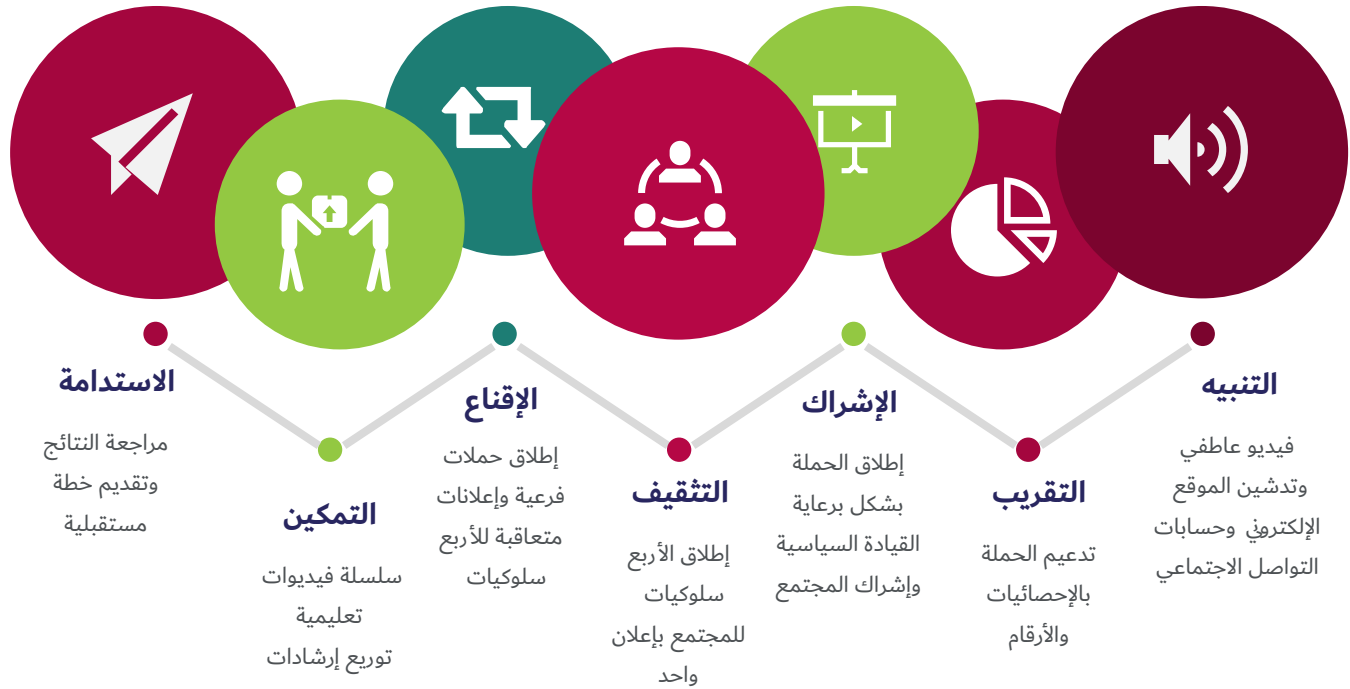 التنبيه
فيديو عاطفي
وتدشين الموقع
الإلكتروني وحسابات
التواصل الاجتماعي
التقريب
تدعيم الحملة
بالإحصائيات
والأرقام
الإشراك
إطلاق الحملة
بشكل برعاية
القيادة السياسية
وإشراك المجتمع
التثقيف
إطلاق الأربع
سلوكيات
للمجتمع بإعلان
واحد
الإقناع
إطلاق حملات
فرعية وإعلانات
متعاقبة للأربع
سلوكيات
التمكين
سلسلة فيديوات
تعليمية
توريع إرشادات
الاستدامة
مراجعة النتائج
وتقديم خطة
مستقبلية